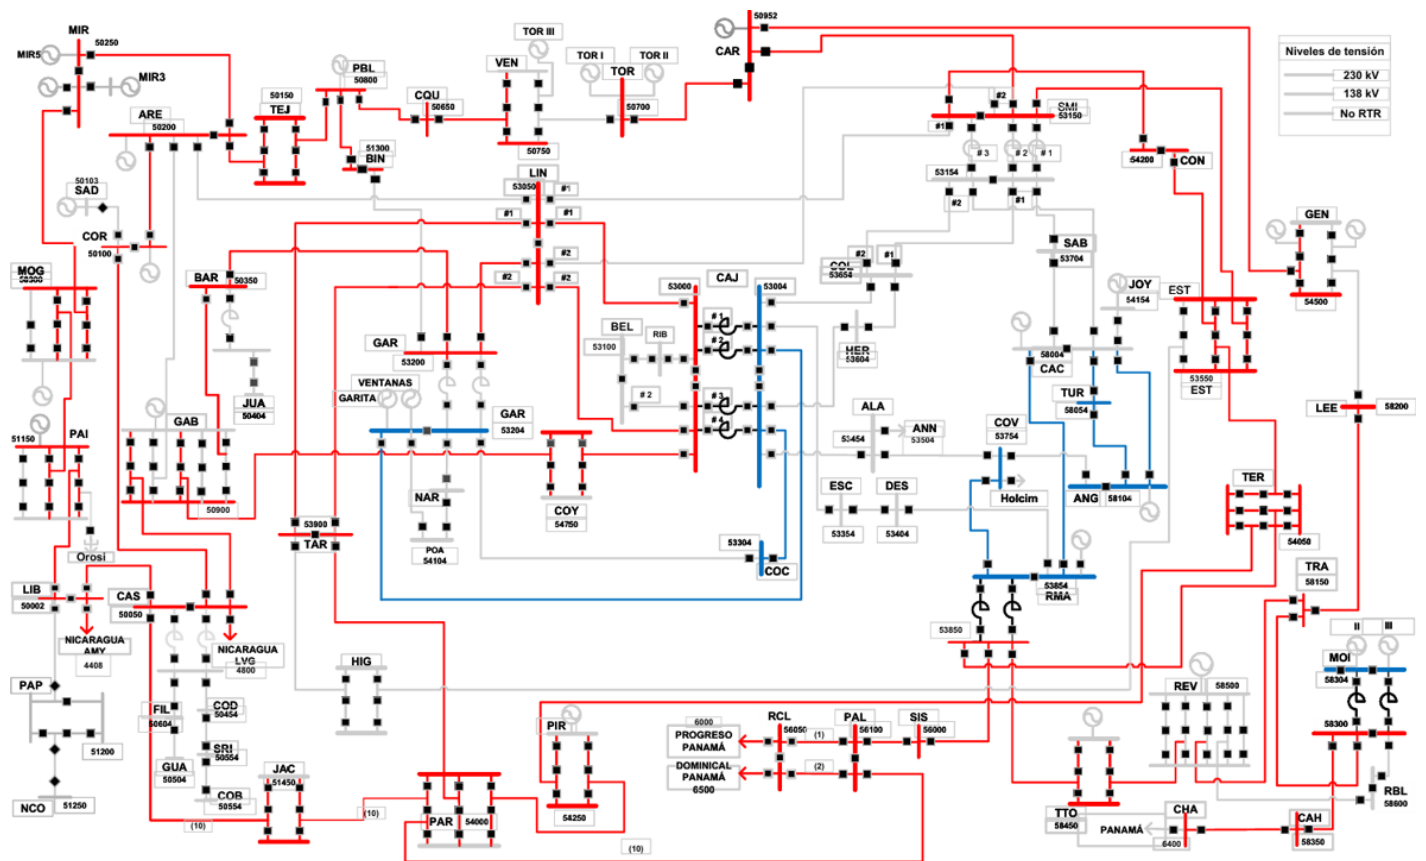 50952
MIR
50250
MIR5
MIR3
ARE
50200
50150
TEJ
PBL
50800
51300
BIN
CQU
50650
VEN
50750
TOR III
TOR I
TOR II
TOR
50700
CAR
#2
SMI
53150
#1
# 3
# 2
# 1
53154
#2
#1
54200
CON
Niveles de tensión
230 kV
138 kV
No RTR
50103
SAD
COR
50100
LIN
53050
#1
#1
#1
#2
#2
#2
GEN
54500
SAB
53704
JOY
54154
EST
53550
EST
MOG
BAR
50350
CAJ
53000
53004
# 1
# 2
# 3
# 4
#2
#1
53654
BEL
53100
RIB
# 2
HER
53604
58004
CAC
TUR
58054
GAR
53200
VENTANAS
GARITA
GAR
53204
JUA
50404
LEE
58200
51150
PAI
GAB
50900
ALA
53454
ANN
53504
COV
53754
Holcim
ANG
58104
NAR
POA
54104
COY
54750
ESC
53354
DES
53404
TER
54050
Orosi
53900
TAR
53304
COC
53854
RMA
TRA
58150
LIB
50002
CAS
50050
NICARAGUA
AMY
4408
NICARAGUA
LVG
4800
53850
II
III
MOI
58304
58300
PAP
51200
NCO
51250
FIL
50604
GUA
50504
COD
50454
SRI
50554
COB
50554
HIG
PIR
54250
6000
PROGRESO
PANAMÁ
DOMINICAL
PANAMÁ
6500
RCL
56050
(1)
(2)
PAL
56100
SIS
56000
REV
58500
JAC
51450
(10)
(10)
(10)
PAR
54000
TTO
58450
PANAMÁ
CHA
6400
CAH
58350
RBL
58600